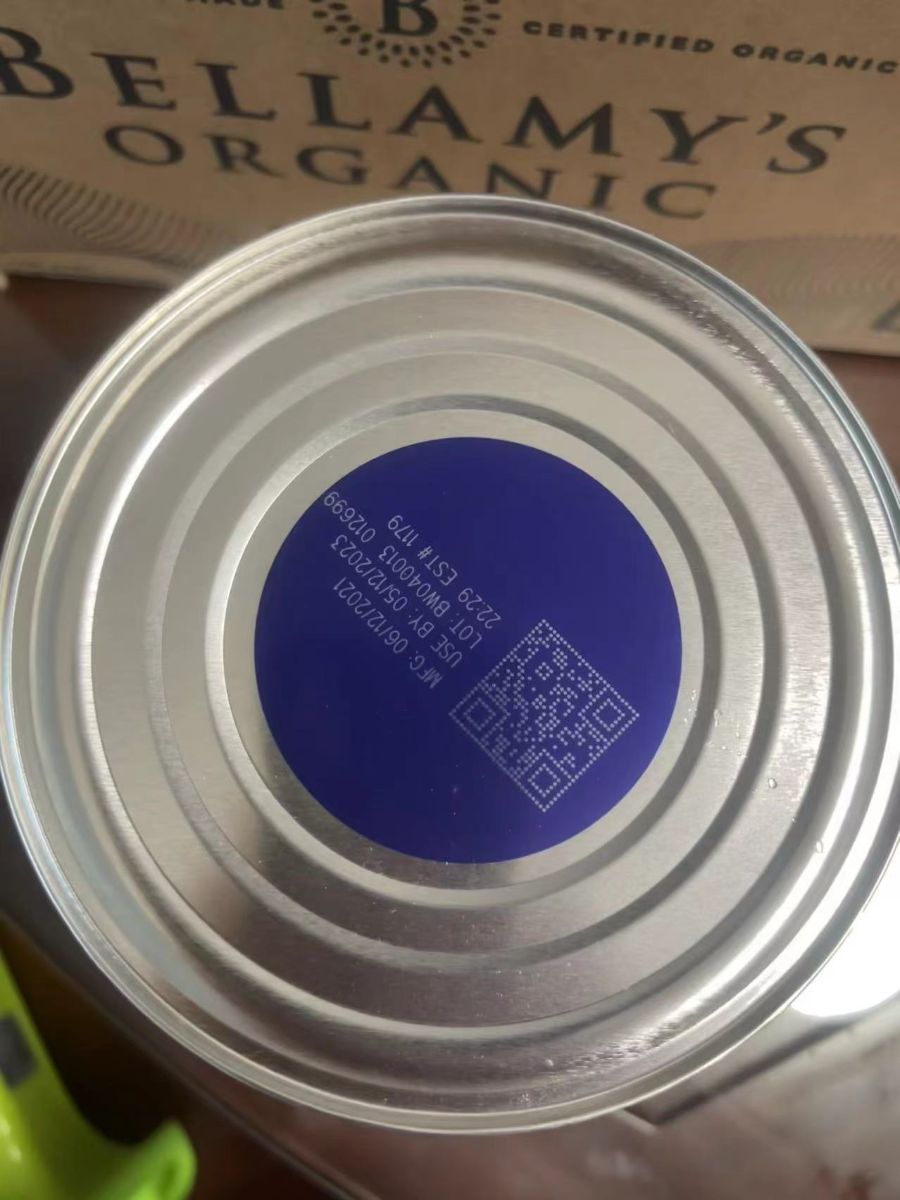 MADE
B
CERTIFIED ORGANIC
BELLAMY'S
ORGANIC
MFG: 06/12/2021
USE BY: 05/12/2023
LOT: BW040013 012699
22:29 EST# 1179